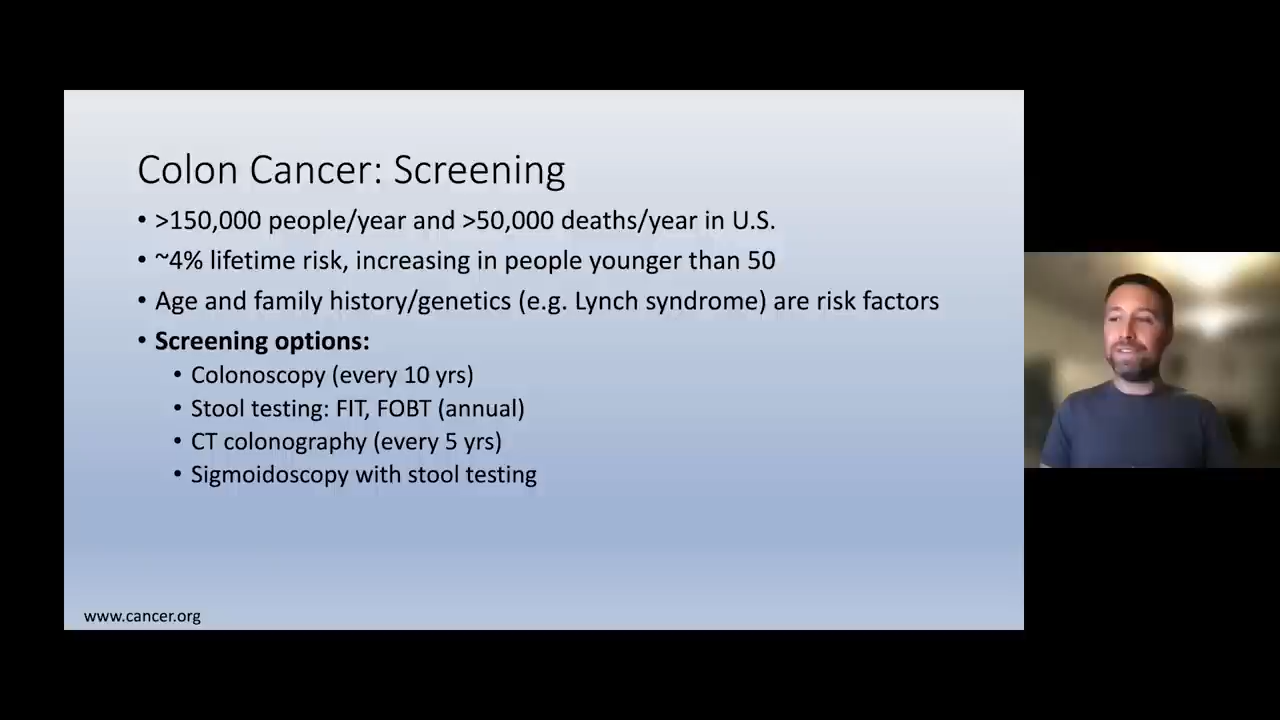 Colon Cancer: Screening
• >150,000 people/year and >50,000 deaths/year in U.S.
• ~4% lifetime risk, increasing in people younger than 50
• Age and family history/genetics (e.g. Lynch syndrome) are risk factors
• Screening options:
• Colonoscopy (every 10 yrs)
• Stool testing: FIT, FOBT (annual)
• CT colonography (every 5 yrs)
• Sigmoidoscopy with stool testing
www.cancer.org